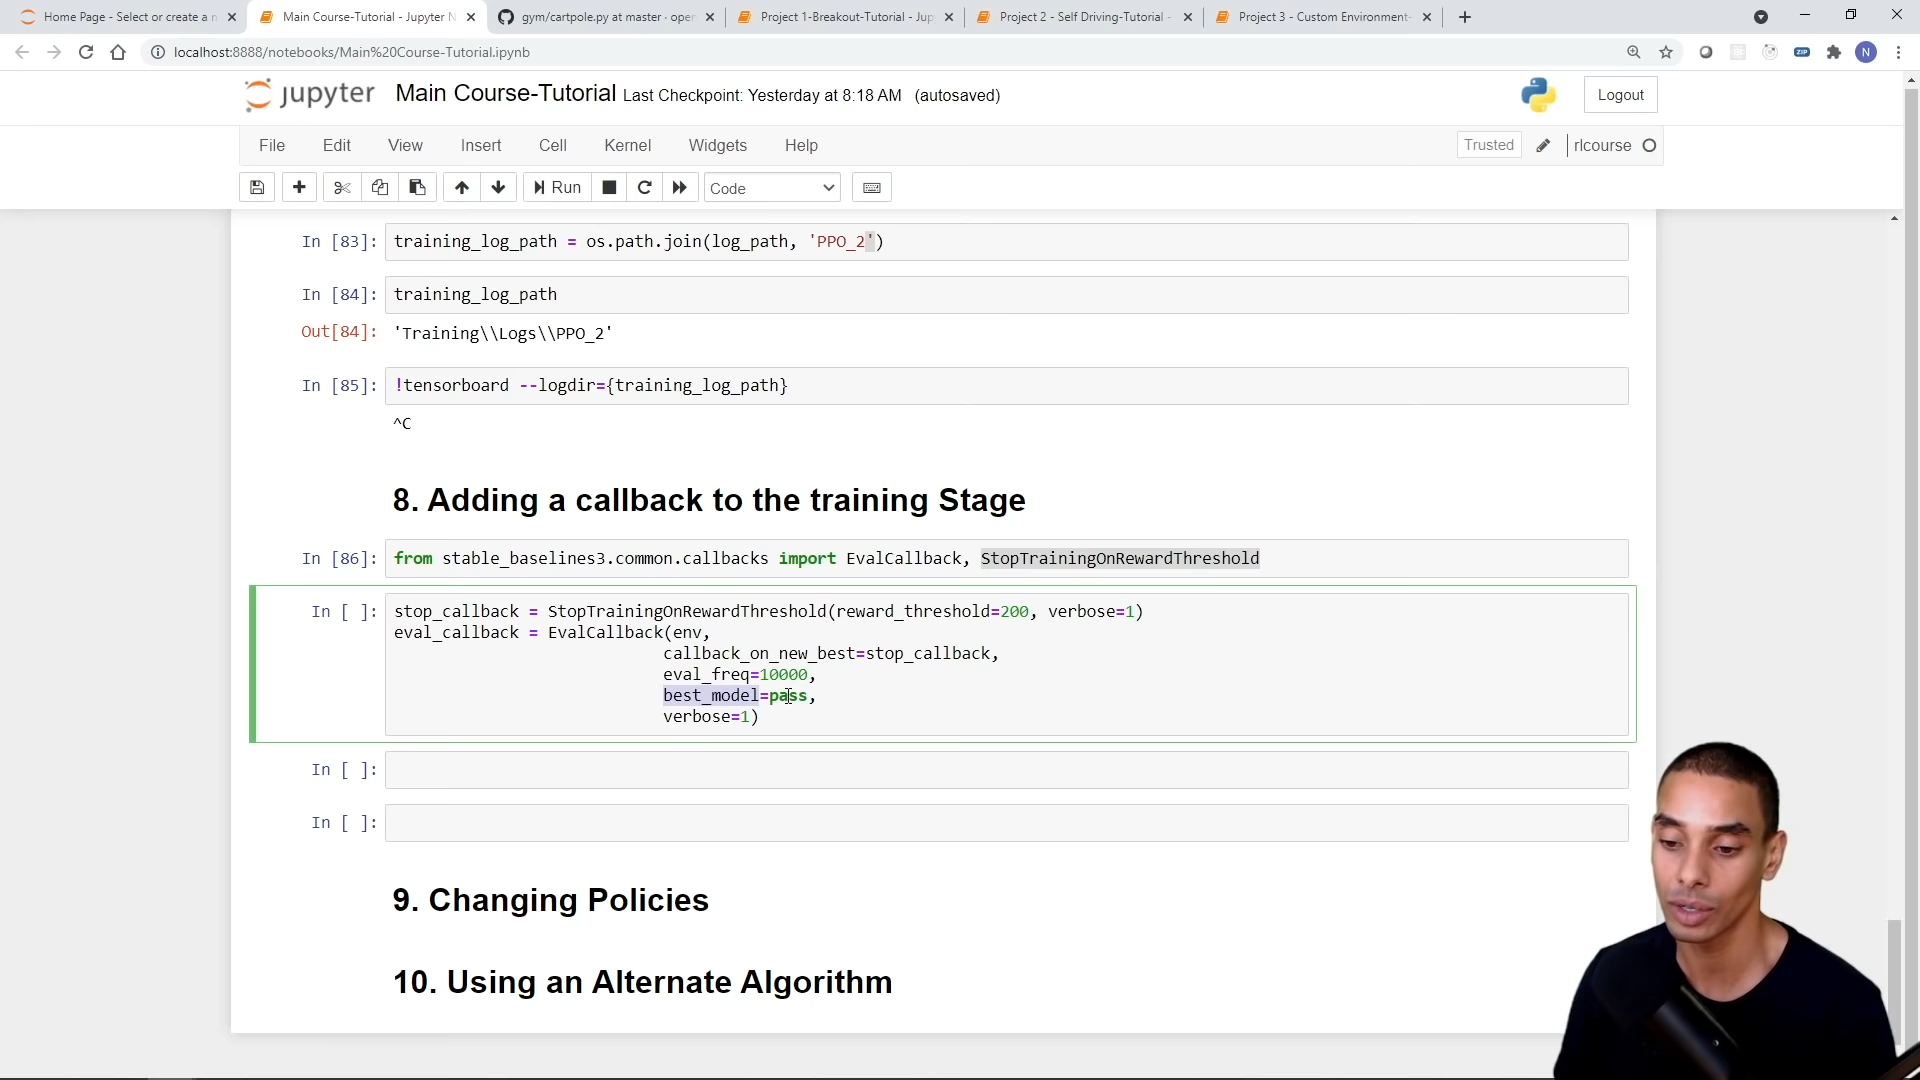 Home Page - Select or create a n
Main Course-Tutorial - Jupyter N
gym/cartpole.py at master · oper
Project 1-Breakout-Tutorial - Jup
Project 2 - Self Driving-Tutorial -
Project 3 - Custom Environment-
localhost:8888/notebooks/Main%20Course-Tutorial.ipynb
ZIP
N
jupyter Main Course-Tutorial Last Checkpoint: Yesterday at 8:18 AM (autosaved)
Logout
File Edit View Insert Cell Kernel Widgets Help
Trusted
rlcourse
Run
Code
In [83]: training_log_path = os.path.join(log_path, 'PPO_2')
In [84]: training_log_path
Out[84]: 'Training\\Logs\\PPO_2'
In [85]: !tensorboard --logdir={training_log_path}
^C
8. Adding a callback to the training Stage
In [86]: from stable_baselines3.common.callbacks import EvalCallback, StopTrainingOnRewardThreshold
In [ ]: stop_callback = StopTrainingOnRewardThreshold(reward_threshold=200, verbose=1)
eval_callback = EvalCallback(env,
callback_on_new_best=stop_callback,
eval_freq=10000,
best_model=pass,
verbose=1)
In [ ]:
In [ ]:
9. Changing Policies
10. Using an Alternate Algorithm